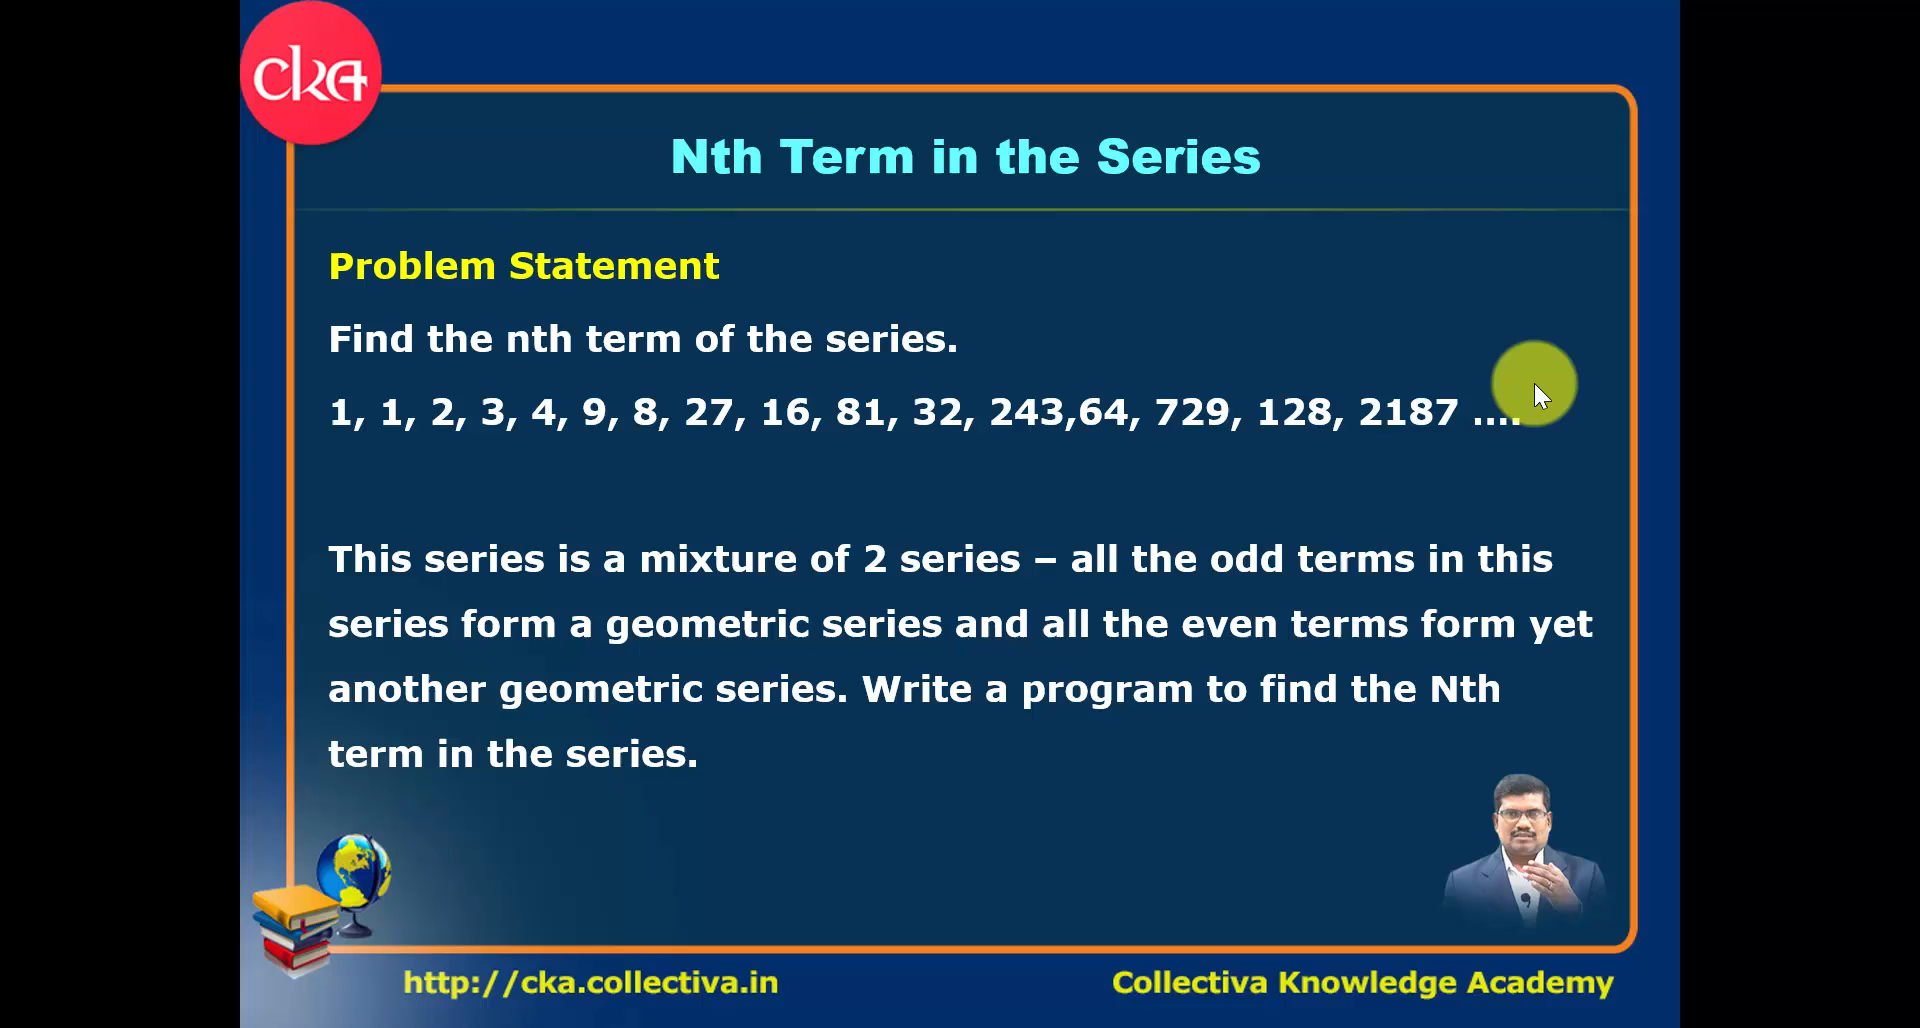 cka
Nth Term in the Series
Problem Statement
Find the nth term of the series.
1, 1, 2, 3, 4, 9, 8, 27, 16, 81, 32, 243,64, 729, 128, 2187 ....
This series is a mixture of 2 series – all the odd terms in this
series form a geometric series and all the even terms form yet
another geometric series. Write a program to find the Nth
term in the series.
http://cka.collectiva.in
Collectiva Knowledge Academy